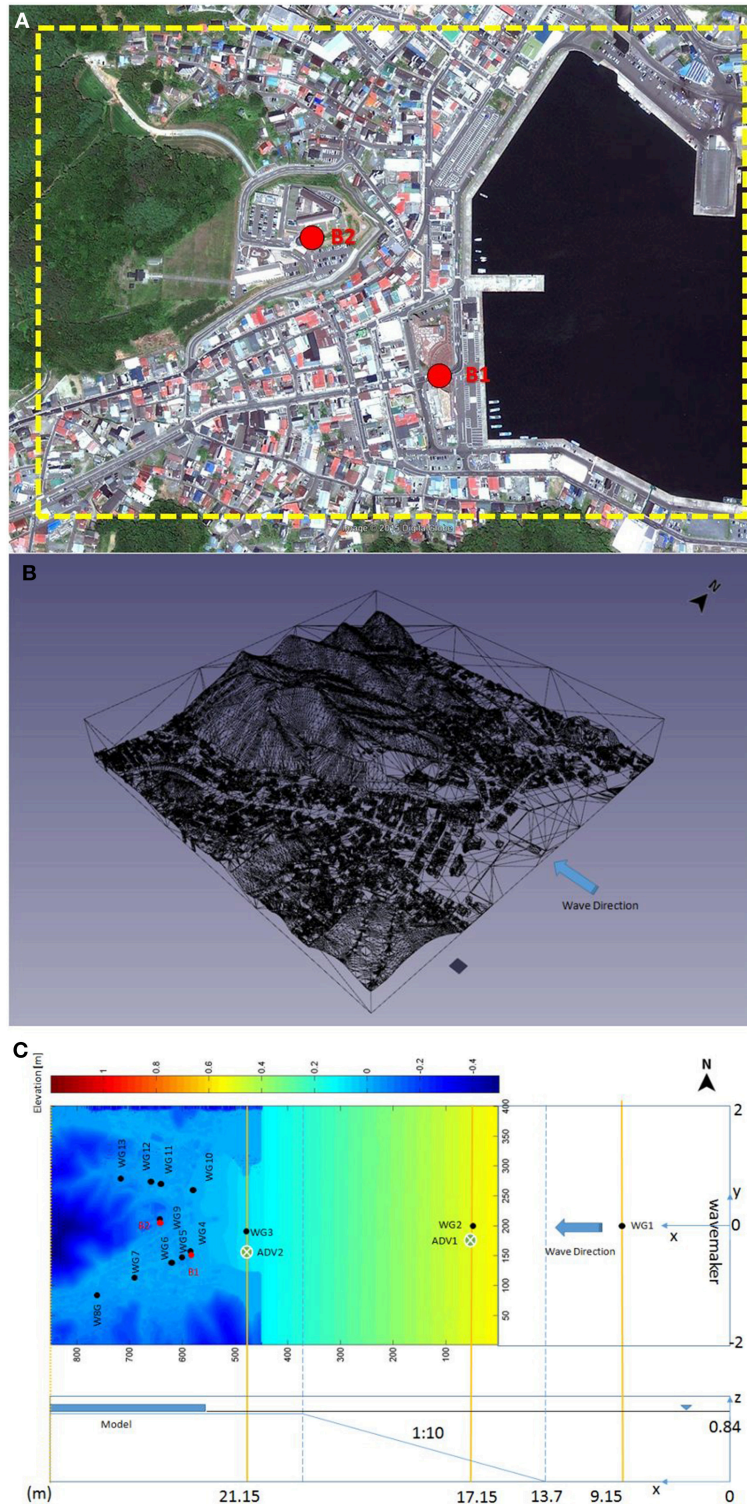 A
B2
B1
Image © 2015 DigitalGlobe
B
N
Wave Direction
C
Elevation [m]
1
0.8
0.6
0.4
0.2
0
-0.2
-0.4
N
400
350
300
250
200
150
100
50
2
y
0
-2
wavemaker
WG13
WG12
WG11
WG10
B2
WG9
WG4
WG5
WG6
B1
WG7
W8G
WG3
ADV2
WG2
ADV1
WG1
x
Wave Direction
800
700
600
500
400
300
200
100
z
Model
1:10
0.84
x
(m)
21.15
17.15
13.7
9.15
0